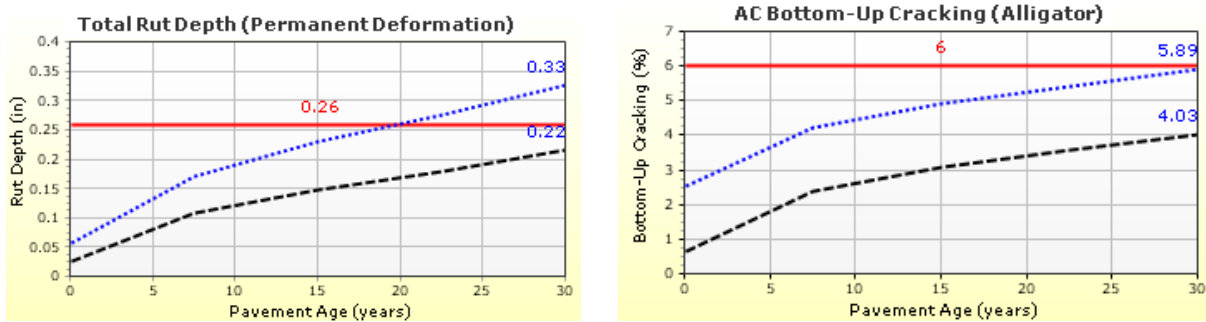 Total Rut Depth (Permanent Deformation)
Rut Depth (in)
0.4
0.35
0.3
0.25
0.2
0.15
0.1
0.05
0
0.33
0.26
0.22
0 5 10 15 20 25 30
Pavement Age (years)
AC Bottom-Up Cracking (Alligator)
Bottom-Up Cracking (%)
7
6
5
4
3
2
1
0
6
5.89
4.03
0 5 10 15 20 25 30
Pavement Age (years)